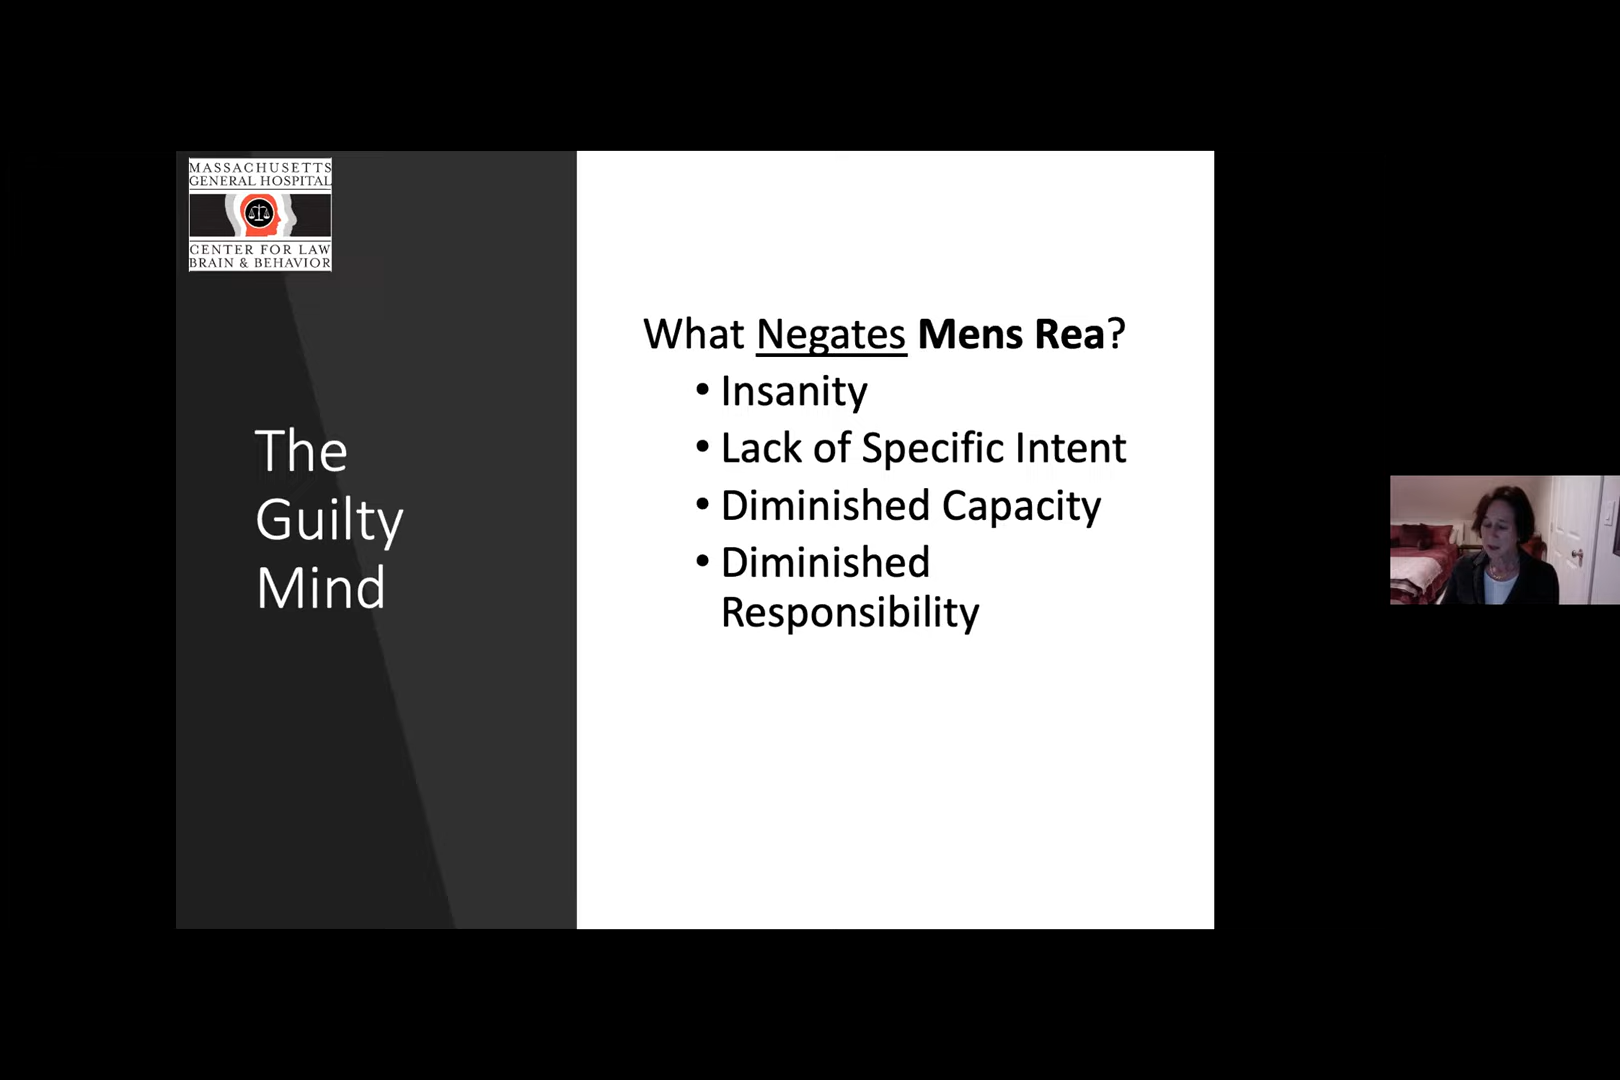 MASSACHUSETTS
GENERAL HOSPITAL
CENTER FOR LAW
BRAIN & BEHAVIOR
The
Guilty
Mind
What Negates Mens Rea?
• Insanity
• Lack of Specific Intent
• Diminished Capacity
• Diminished
Responsibility